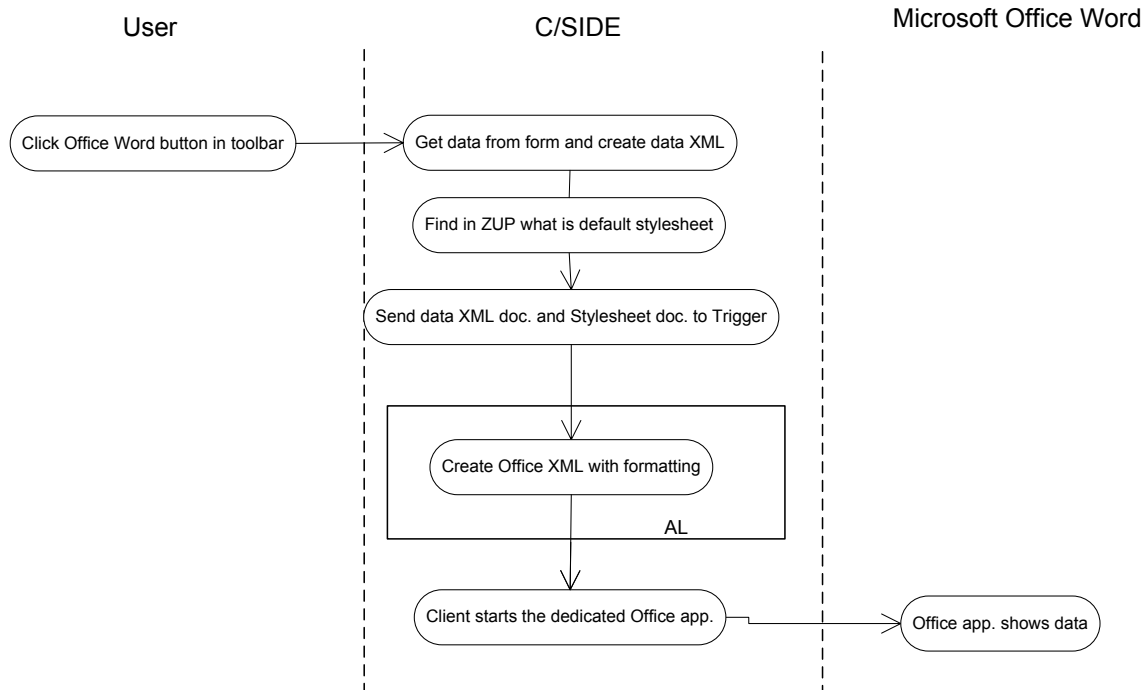 User
C/SIDE
Microsoft Office Word
Click Office Word button in toolbar
Get data from form and create data XML
Find in ZUP what is default stylesheet
Send data XML doc. and Stylesheet doc. to Trigger
Create Office XML with formatting
AL
Client starts the dedicated Office app.
Office app. shows data